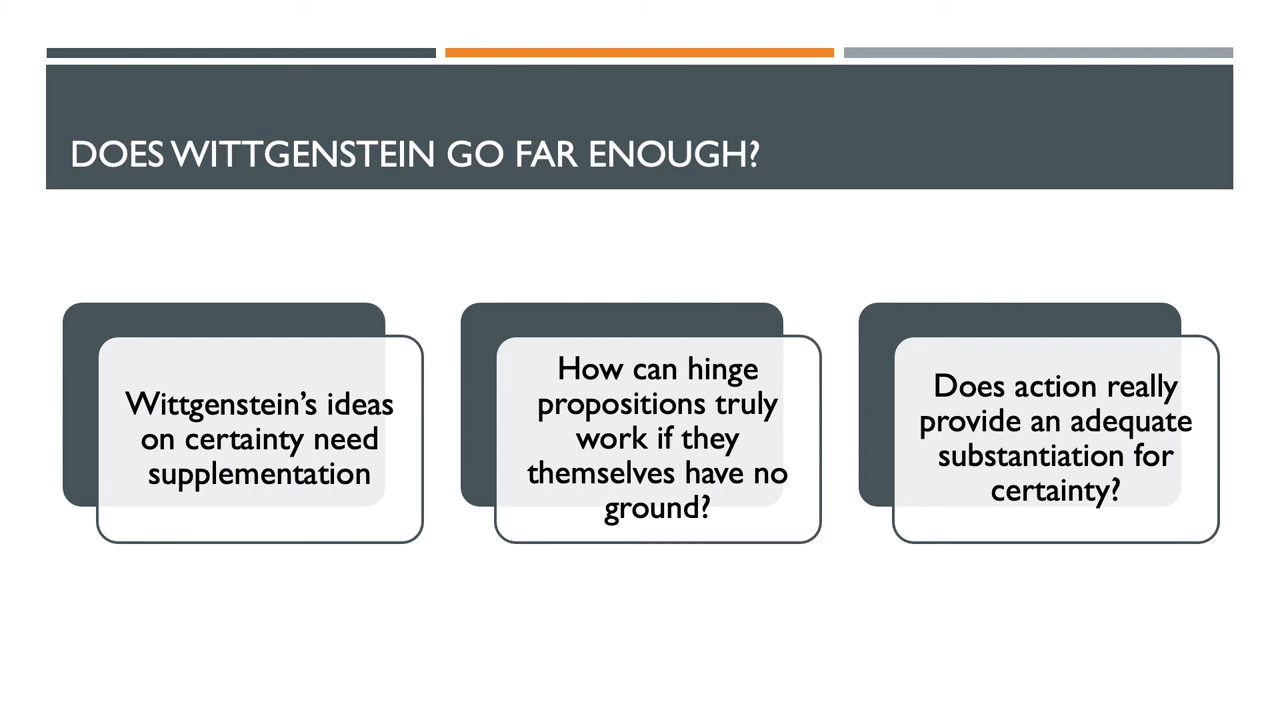 DOES WITTGENSTEIN GO FAR ENOUGH?
Wittgenstein’s ideas
on certainty need
supplementation
How can hinge
propositions truly
work if they
themselves have no
ground?
Does action really
provide an adequate
substantiation for
certainty?